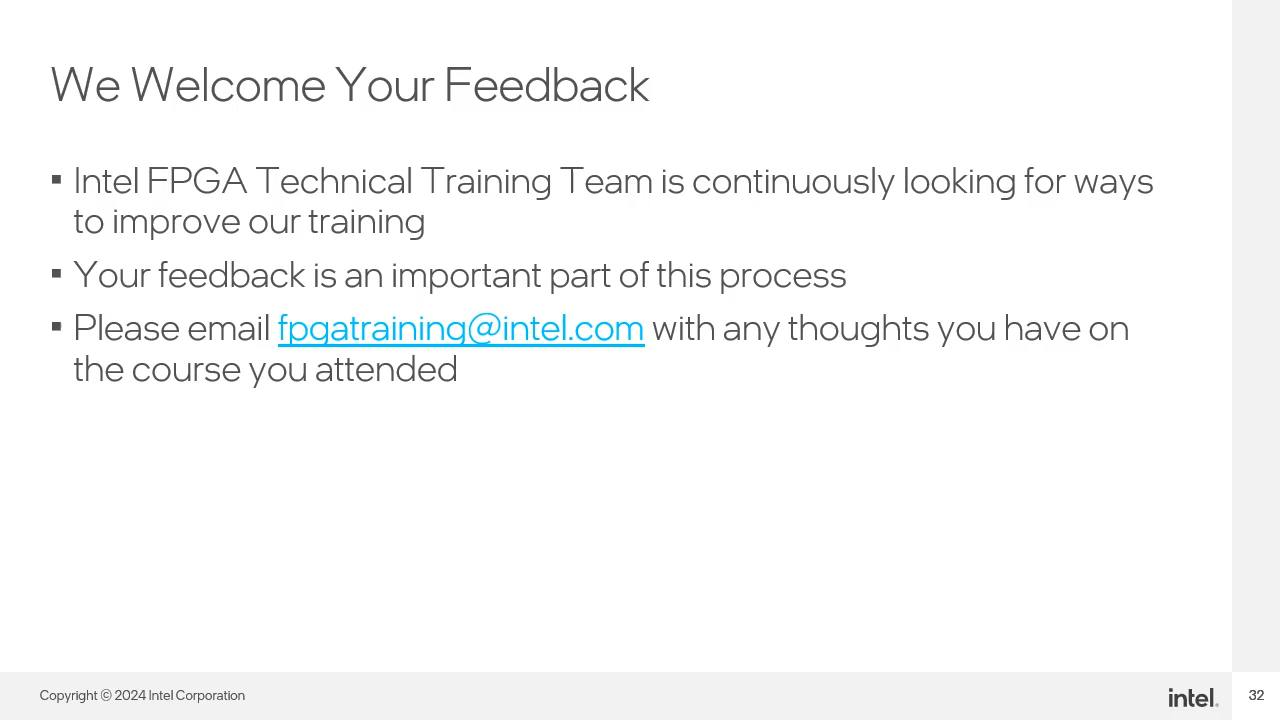 We Welcome Your Feedback
▪ Intel FPGA Technical Training Team is continuously looking for ways
to improve our training
▪ Your feedback is an important part of this process
▪ Please email fpgatraining@intel.com with any thoughts you have on
the course you attended
Copyright © 2024 Intel Corporation
intel.
32